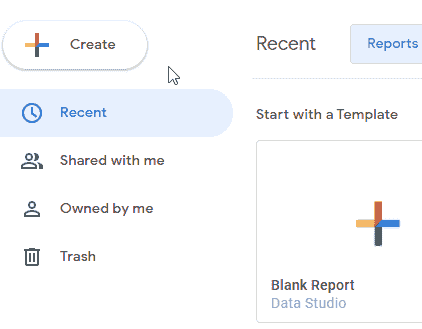 Create
Recent
Shared with me
Owned by me
Trash
Recent
Reports
Start with a Template
Blank Report
Data Studio